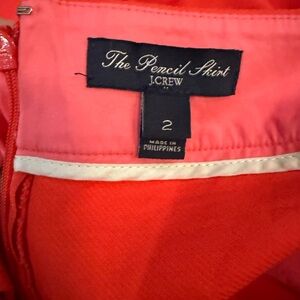 The Pencil Skirt
J.CREW
2
MADE IN
PHILIPPINES